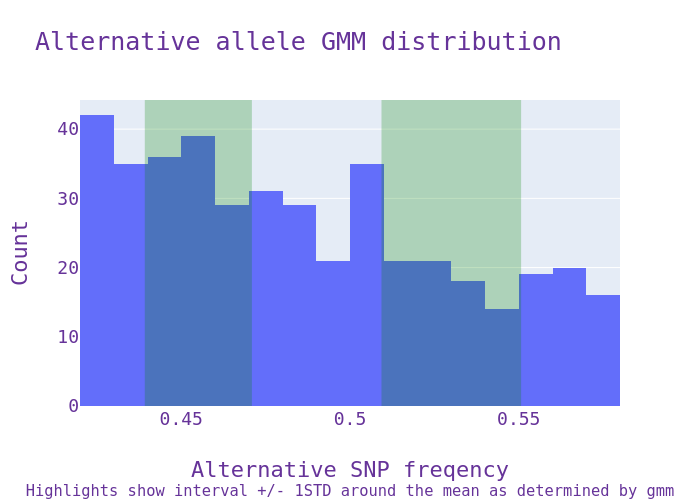 Alternative allele GMM distribution
40
30
20
10
0
Count
0.45
0.5
0.55
Alternative SNP freqency
Highlights show interval +/- 1STD around the mean as determined by gmm